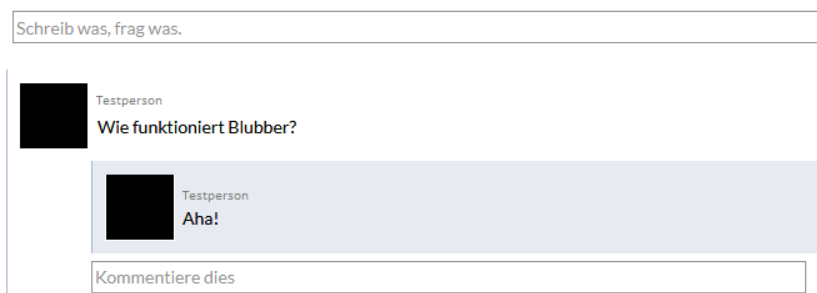 Schreib was, frag was.
Testperson
Wie funktioniert Blubber?
Testperson
Aha!
Kommentiere dies